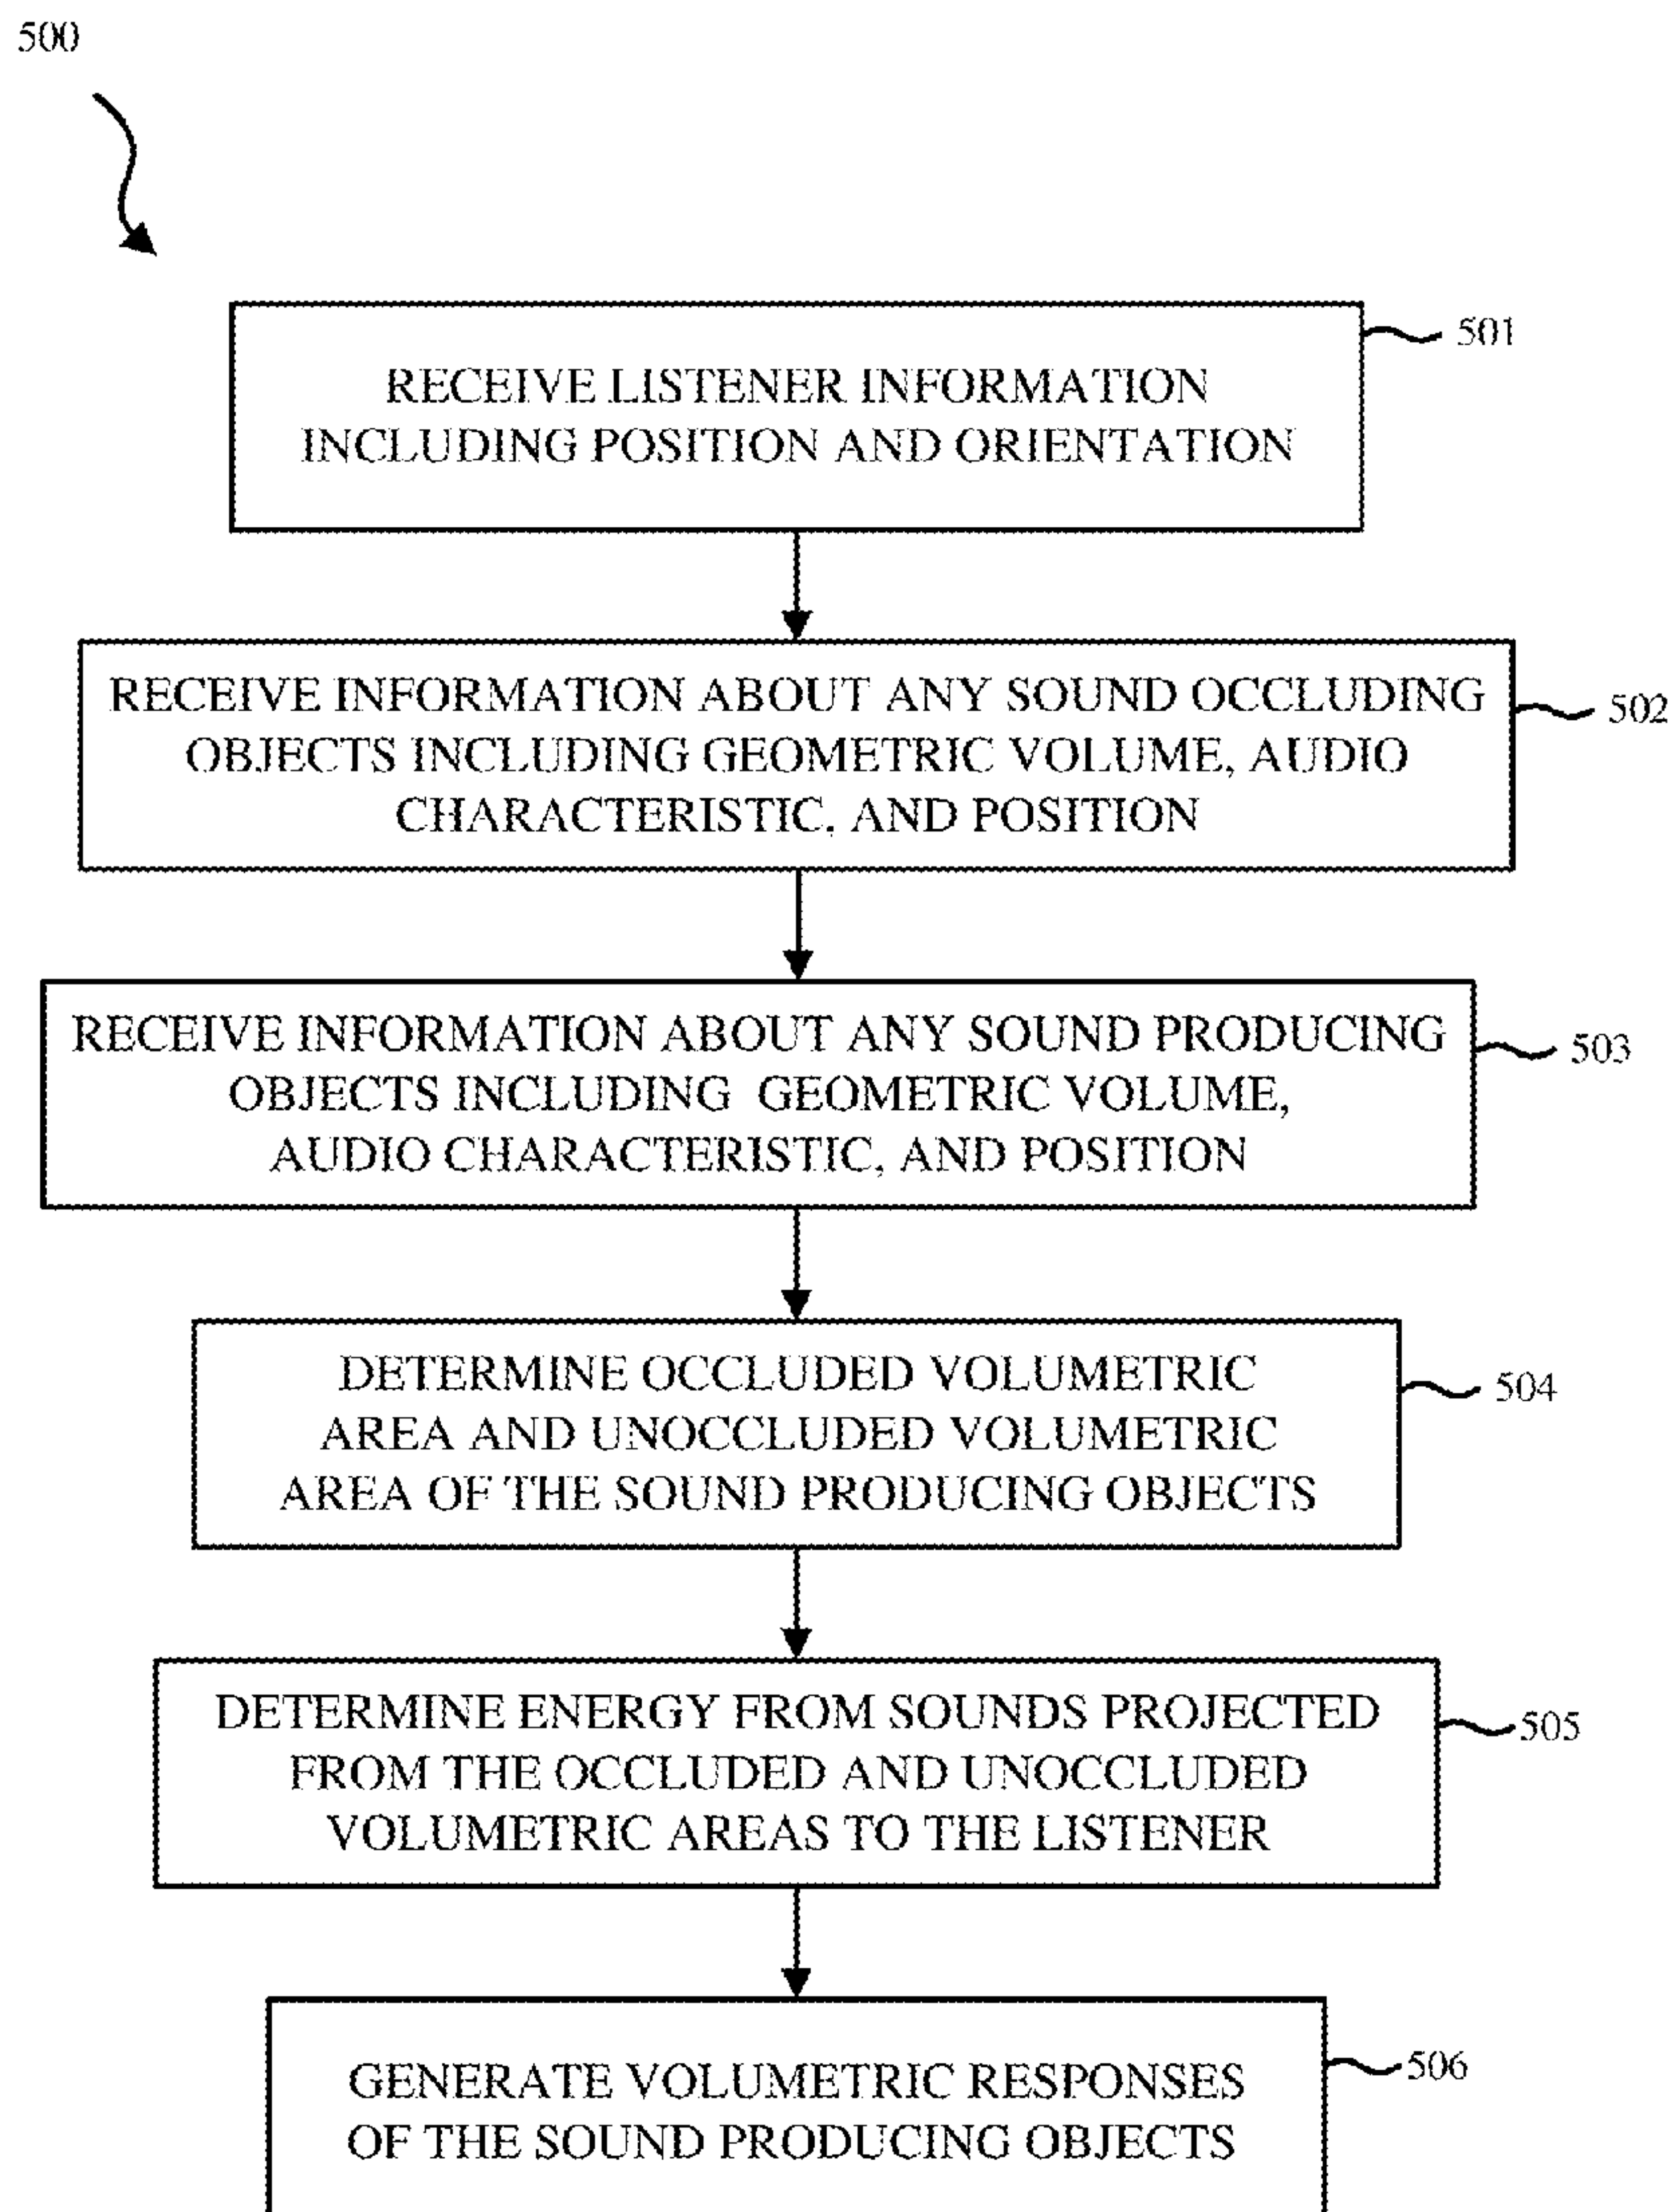 500
RECEIVE LISTENER INFORMATION
INCLUDING POSITION AND ORIENTATION
501
RECEIVE INFORMATION ABOUT ANY SOUND OCCLUDING
OBJECTS INCLUDING GEOMETRIC VOLUME, AUDIO
CHARACTERISTIC, AND POSITION
502
RECEIVE INFORMATION ABOUT ANY SOUND PRODUCING
OBJECTS INCLUDING GEOMETRIC VOLUME,
AUDIO CHARACTERISTIC, AND POSITION
503
DETERMINE OCCLUDED VOLUMETRIC
AREA AND UNOCCLUDED VOLUMETRIC
AREA OF THE SOUND PRODUCING OBJECTS
504
DETERMINE ENERGY FROM SOUNDS PROJECTED
FROM THE OCCLUDED AND UNOCCLUDED
VOLUMETRIC AREAS TO THE LISTENER
505
GENERATE VOLUMETRIC RESPONSES
OF THE SOUND PRODUCING OBJECTS
506